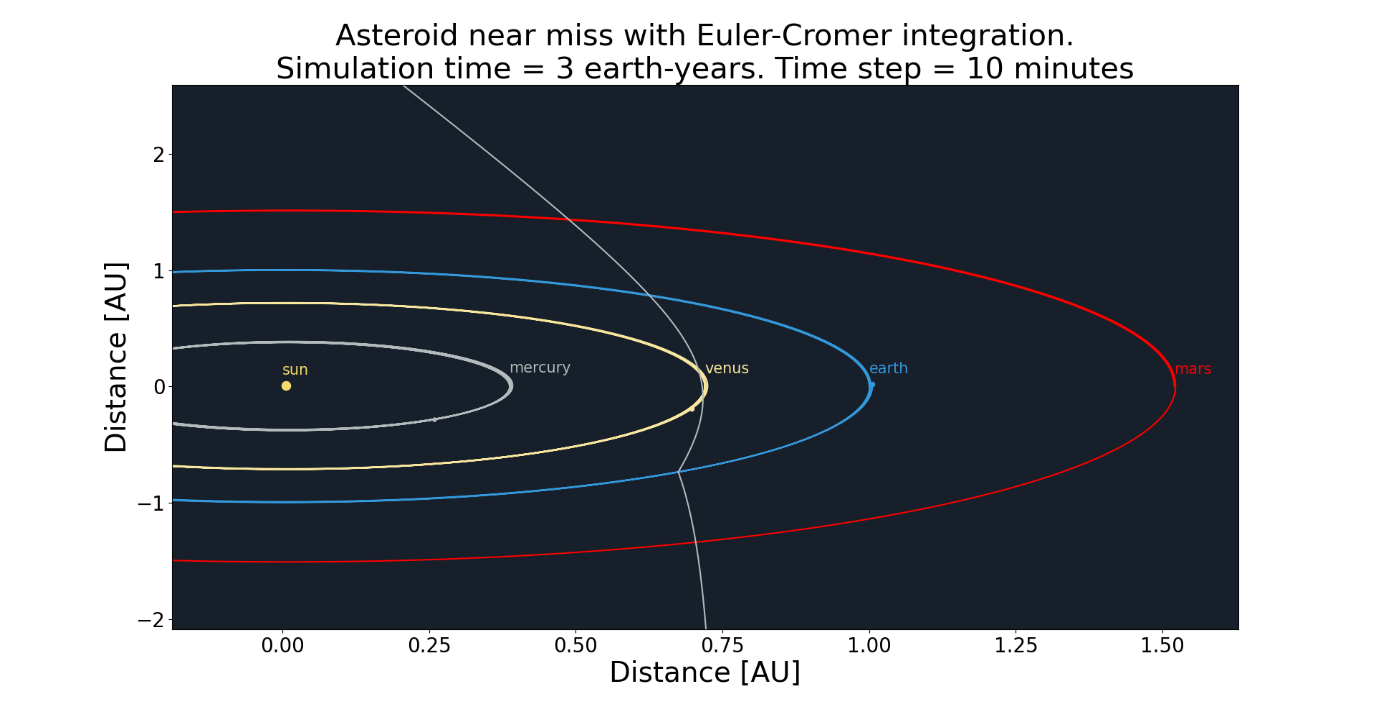 Asteroid near miss with Euler-Cromer integration.
Simulation time = 3 earth-years. Time step = 10 minutes
Distance [AU]
2
1
0
−1
−2
sun
mercury
venus
earth
mars
0.00
0.25
0.50
0.75
1.00
1.25
1.50
Distance [AU]